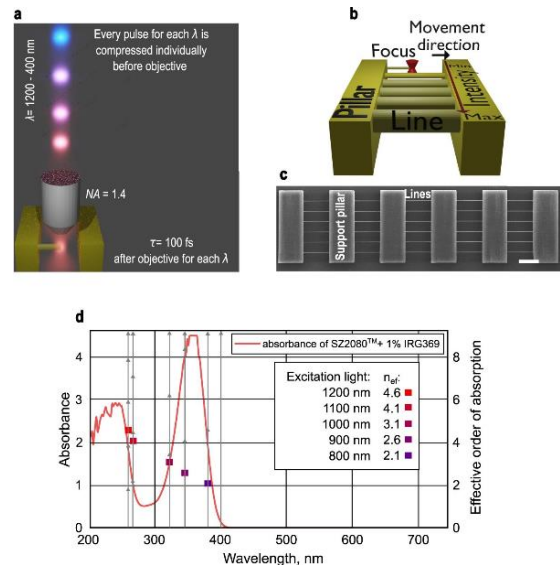 a
Every pulse for each λ is
compressed individually
before objective
λ= 1200 - 400 nm
NA = 1.4
τ= 100 fs
after objective for each λ
b
Movement
direction
Focus
Pillar
Line
Min
Intensity
Max
c
Support pillar
Lines
d
absorbance of SZ2080™+ 1% IRG369
Excitation light: nef:
1200 nm 4.6
1100 nm 4.1
1000 nm 3.1
900 nm 2.6
800 nm 2.1
Absorbance
4
3
2
1
0
Effective order of absorption
8
6
4
2
0
200 300 400 500 600 700
Wavelength, nm